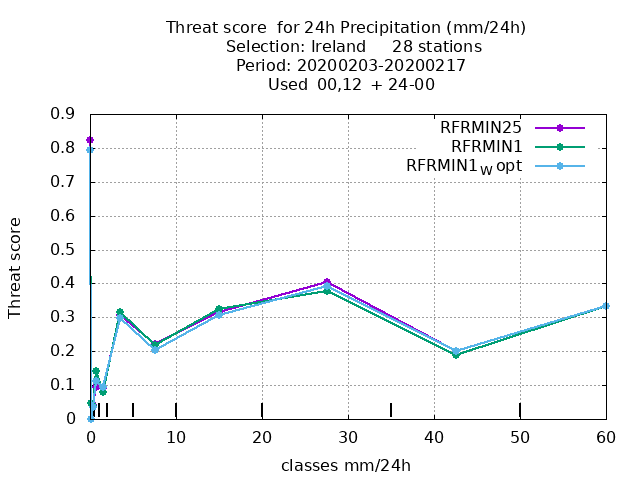 Threat score  for 24h Precipitation (mm/24h)
Selection: Ireland     28 stations
Period: 20200203-20200217
Used  00,12  + 24-00
RFRMIN25
RFRMIN1
RFRMIN1W opt
Threat score
0.9
0.8
0.7
0.6
0.5
0.4
0.3
0.2
0.1
0
0 10 20 30 40 50 60
classes mm/24h